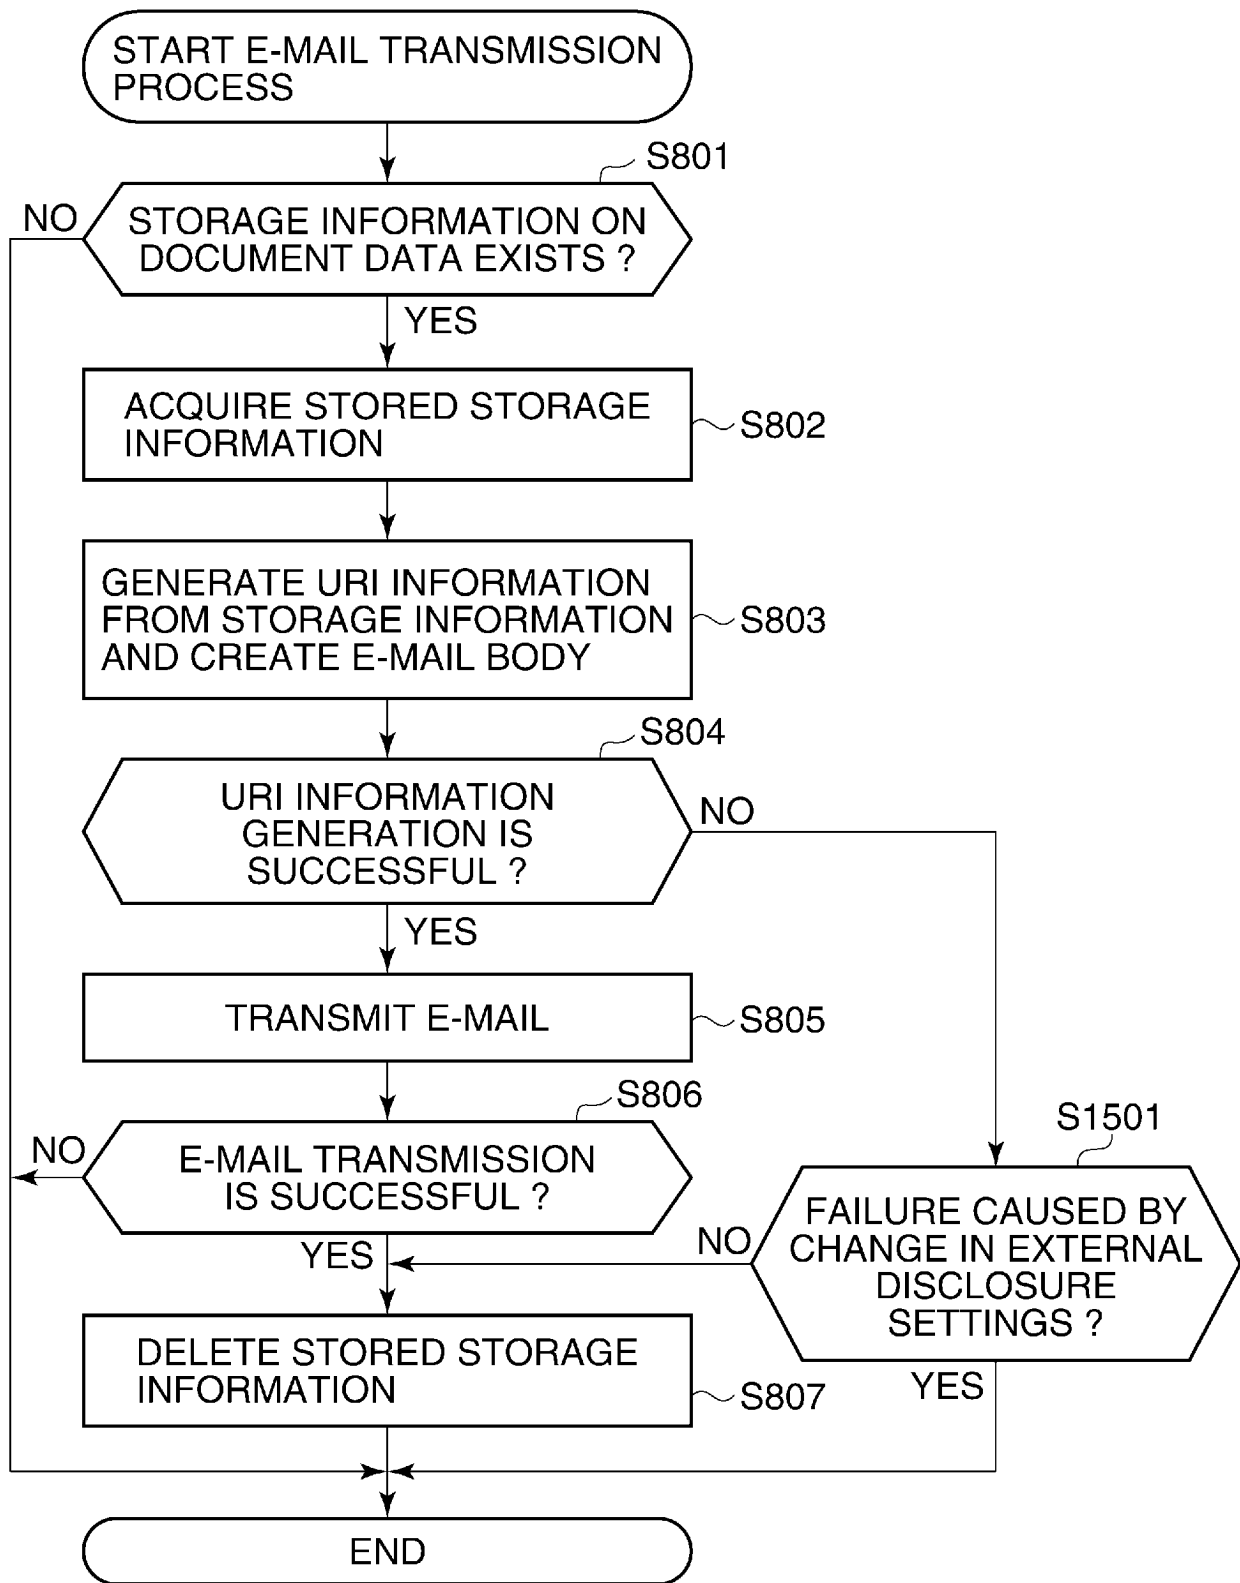 START E-MAIL TRANSMISSION
PROCESS
S801
NO
STORAGE INFORMATION ON
DOCUMENT DATA EXISTS ?
YES
ACQUIRE STORED STORAGE
INFORMATION
S802
GENERATE URI INFORMATION
FROM STORAGE INFORMATION
AND CREATE E-MAIL BODY
S803
S804
URI INFORMATION
GENERATION IS
SUCCESSFUL ?
NO
YES
TRANSMIT E-MAIL
S805
S806
NO
E-MAIL TRANSMISSION
IS SUCCESSFUL ?
YES
S1501
FAILURE CAUSED BY
CHANGE IN EXTERNAL
DISCLOSURE
SETTINGS ?
NO
YES
DELETE STORED STORAGE
INFORMATION
S807
END